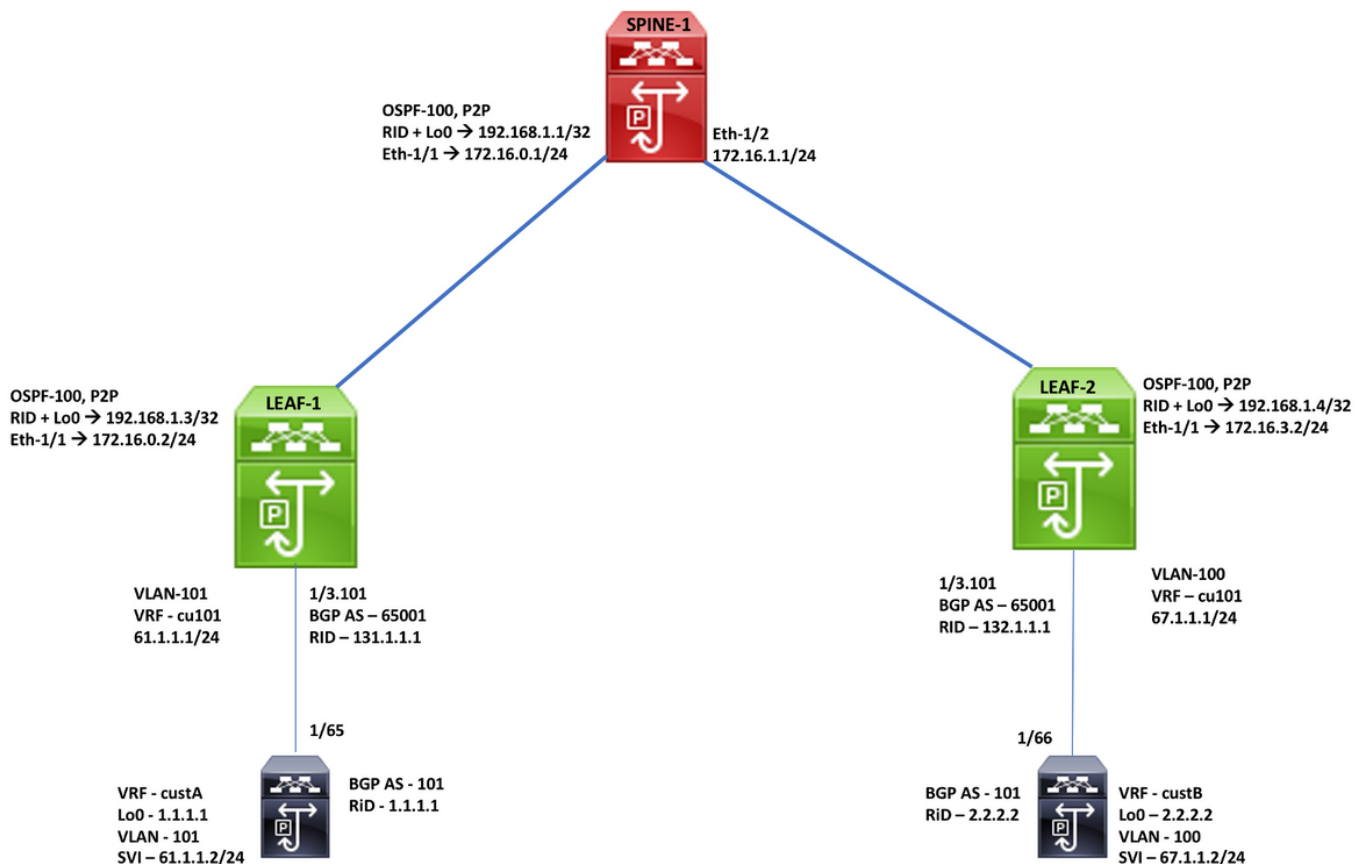 SPINE-1
OSPF-100, P2P
RID + Lo0 → 192.168.1.1/32
Eth-1/1 → 172.16.0.1/24
Eth-1/2
172.16.1.1/24
OSPF-100, P2P
RID + Lo0 → 192.168.1.3/32
Eth-1/1 → 172.16.0.2/24
LEAF-1
LEAF-2
OSPF-100, P2P
RID + Lo0 → 192.168.1.4/32
Eth-1/1 → 172.16.3.2/24
P
P
P
VLAN-101
VRF - cu101
61.1.1.1/24
1/3.101
BGP AS – 65001
RID – 131.1.1.1
1/3.101
BGP AS – 65001
RID – 132.1.1.1
VLAN-100
VRF – cu101
67.1.1.1/24
1/65
1/66
VRF - custA
Lo0 - 1.1.1.1
VLAN - 101
SVI – 61.1.1.2/24
P
BGP AS - 101
RiD - 1.1.1.1
BGP AS - 101
RiD – 2.2.2.2
P
VRF – custB
Lo0 – 2.2.2.2
VLAN - 100
SVI – 67.1.1.2/24